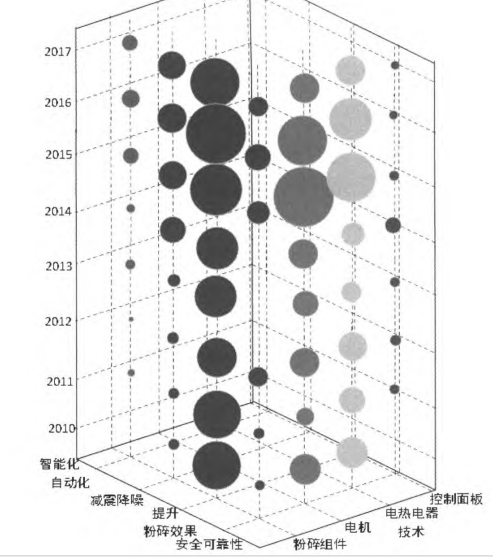 2017
2016
2015
2014
2013
2012
2011
2010
智能化
自动化
减震降噪
提升
粉碎效果
安全可靠性
粉碎组件
电机
电热电器
技术
控制面板